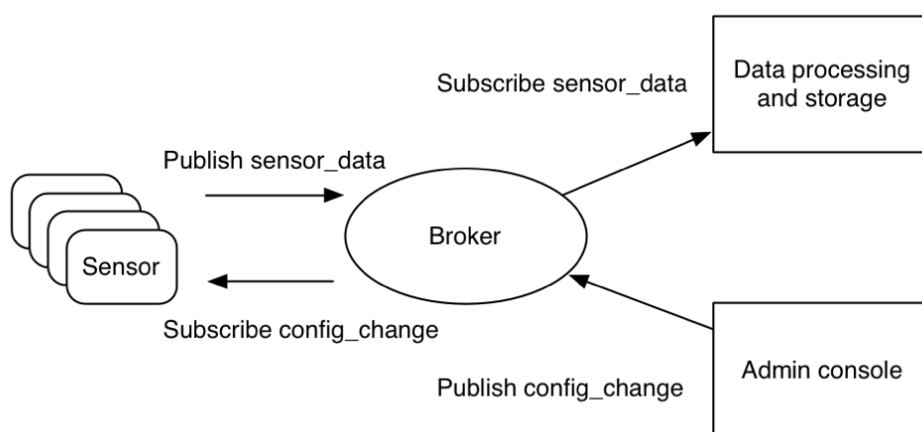 Subscribe sensor_data
Data processing
and storage
Publish sensor_data
Broker
Sensor
Subscribe config_change
Publish config_change
Admin console